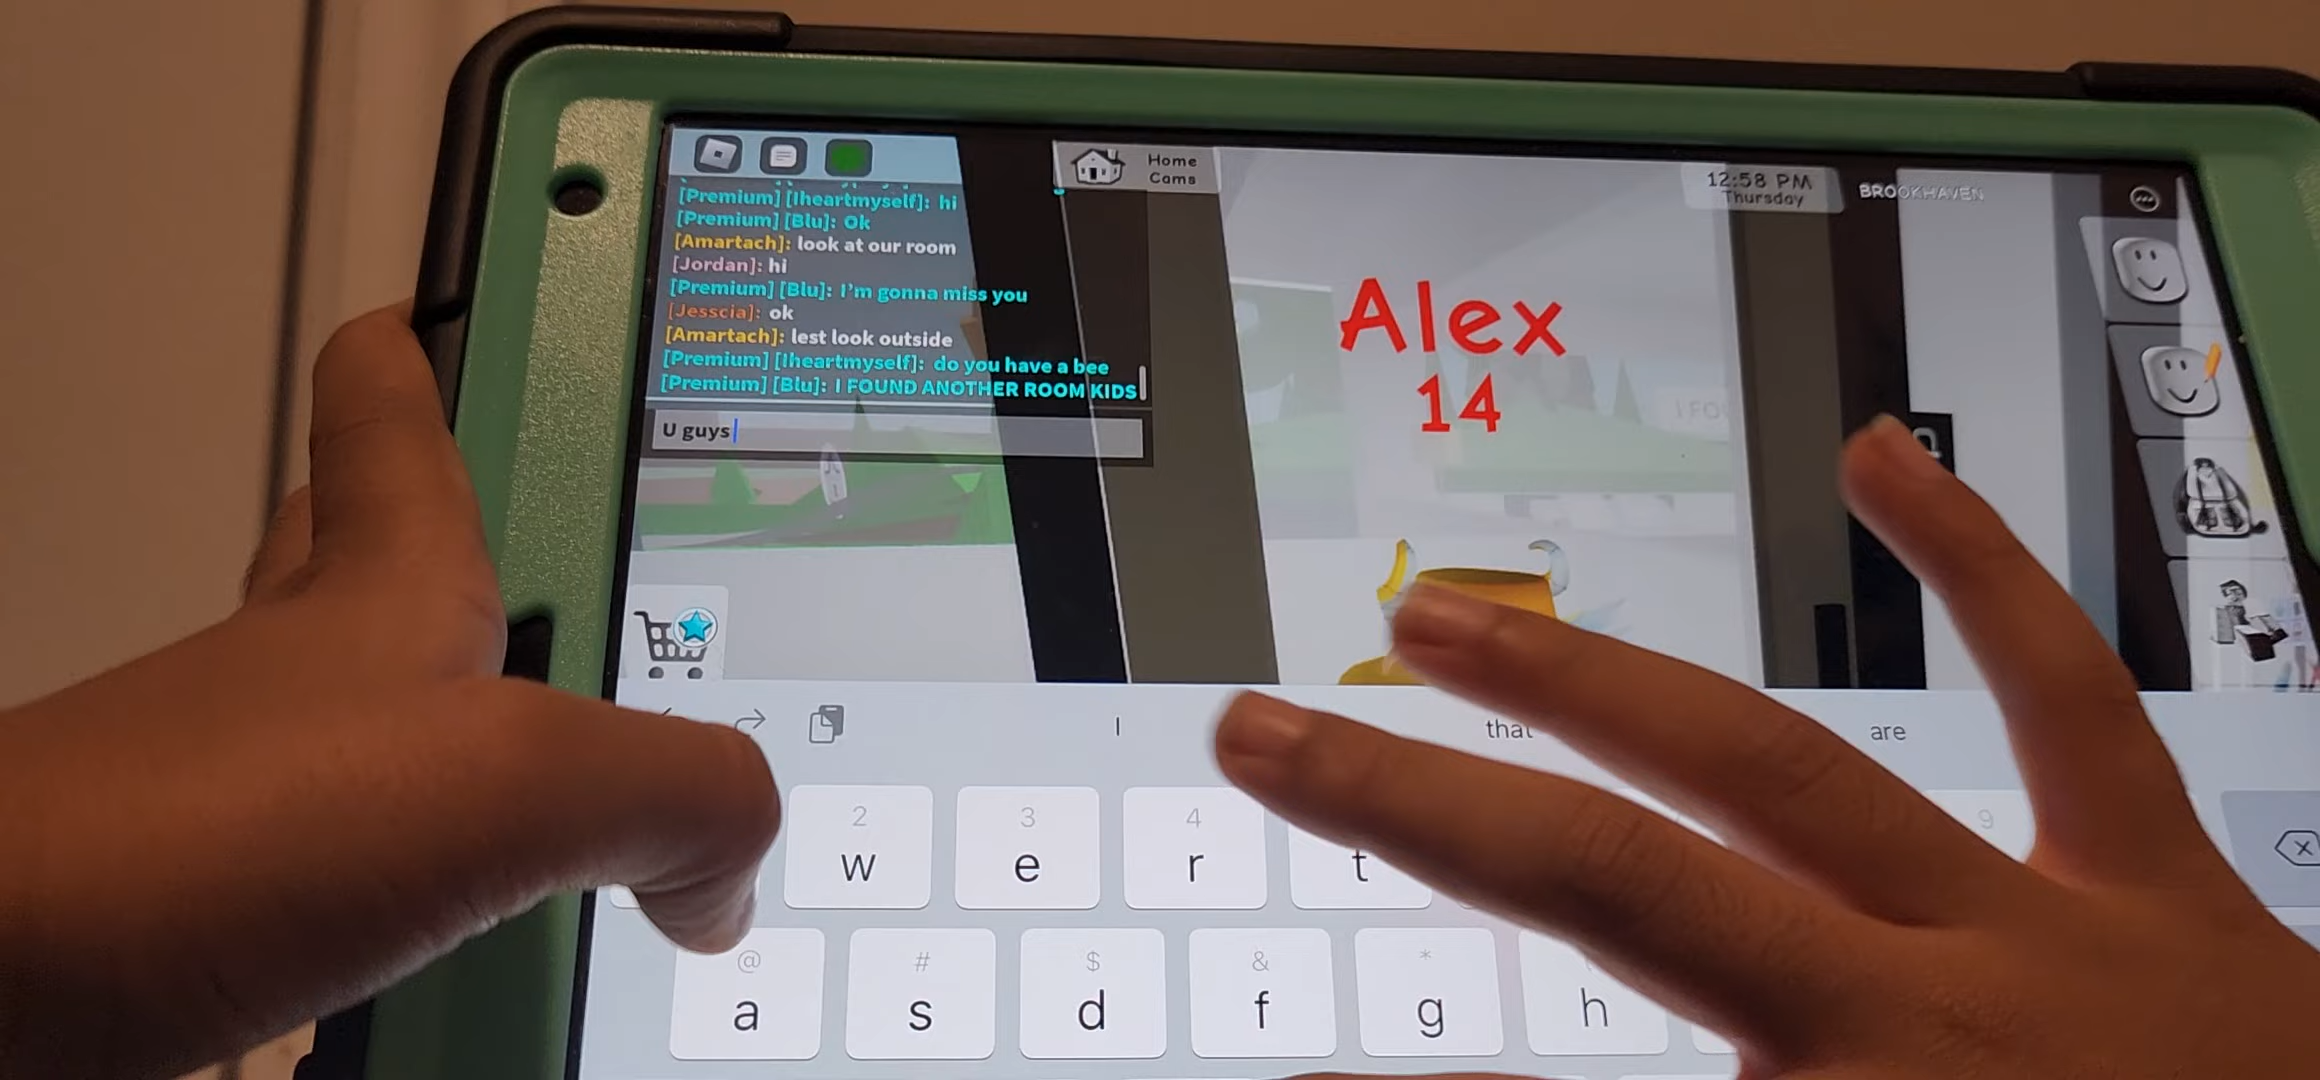 Home
Cams
12:58 PM
Thursday
BROOKHAVEN
[Premium] [Iheartmyself]: hi
[Premium] [Blu]: Ok
[Amartach]: look at our room
[Jordan]: hi
[Premium] [Blu]: I'm gonna miss you
[Jesscia]: ok
[Amartach]: lest look outside
[Premium] [Iheartmyself]: do you have a bee
[Premium] [Blu]: I FOUND ANOTHER ROOM KIDS
U guys
Alex
14
I that are
2 3 4 9
w e r t
@ # $ & *
a s d f g h